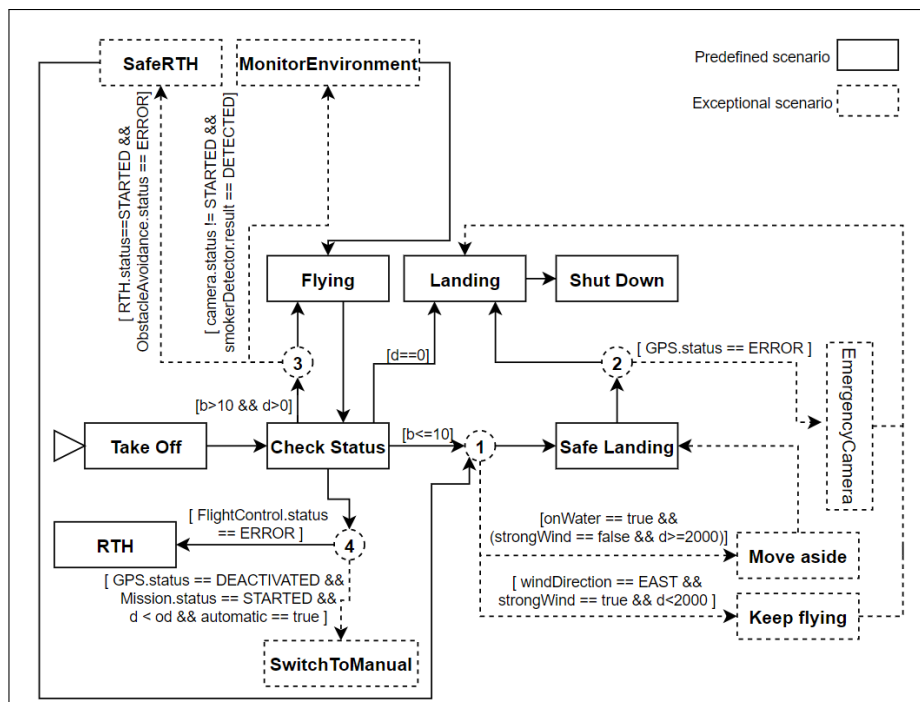 SafeRTH
MonitorEnvironment
Predefined scenario
Exceptional scenario
[ RTH.status==STARTED &&
ObstacleAvoidance.status == ERROR]
[ camera.status != STARTED &&
smokerDetector.result == DETECTED]
Flying
Landing
Shut Down
3
[d==0]
2
[ GPS.status == ERROR ]
EmergencyCamera
[b>10 && d>0]
[b<=10]
Take Off
Check Status
1
Safe Landing
[ FlightControl.status
== ERROR ]
RTH
4
[onWater == true &&
(strongWind == false && d>=2000)]
Move aside
[ GPS.status == DEACTIVATED &&
Mission.status == STARTED &&
d < od && automatic == true ]
[ windDirection == EAST &&
strongWind == true && d<2000 ]
Keep flying
SwitchToManual